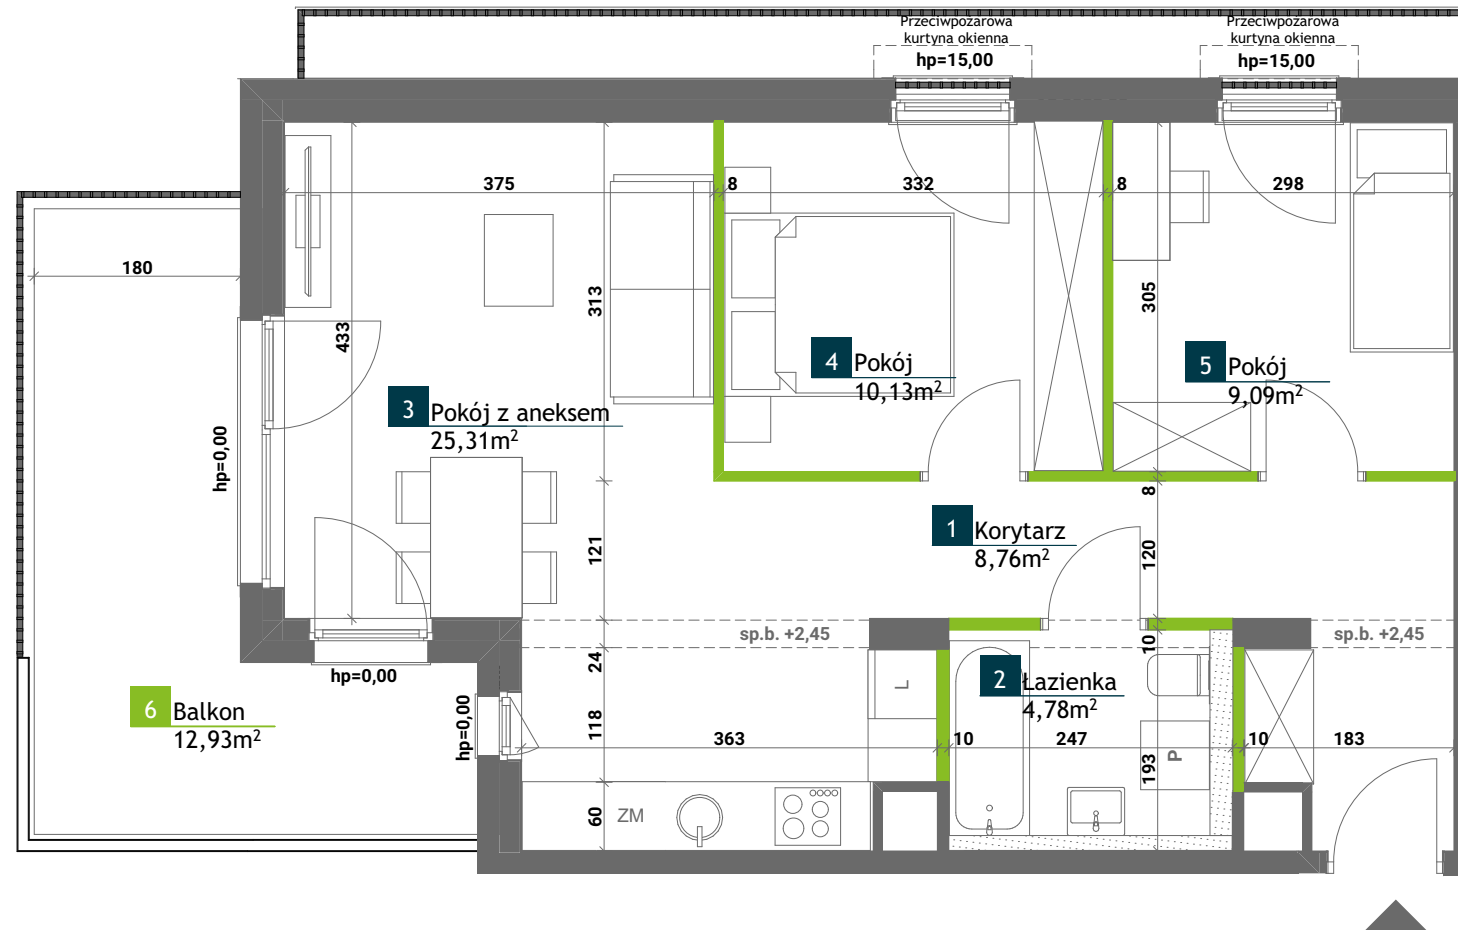 Przeciwpożarowa
kurtyna okienna
hp=15,00
Przeciwpożarowa
kurtyna okienna
hp=15,00
375
8
332
8
298
180
433
313
305
4 Pokój
10,13m²
5 Pokój
9,09m²
3 Pokój z aneksem
25,31m²
hp=0,00
8
1 Korytarz
8,76m²
121
120
sp.b. +2,45
sp.b. +2,45
10
hp=0,00
24
L
2 Łazienka
4,78m²
6 Balkon
12,93m²
hp=0,00
118
363
10
247
10
183
193
P
60
ZM